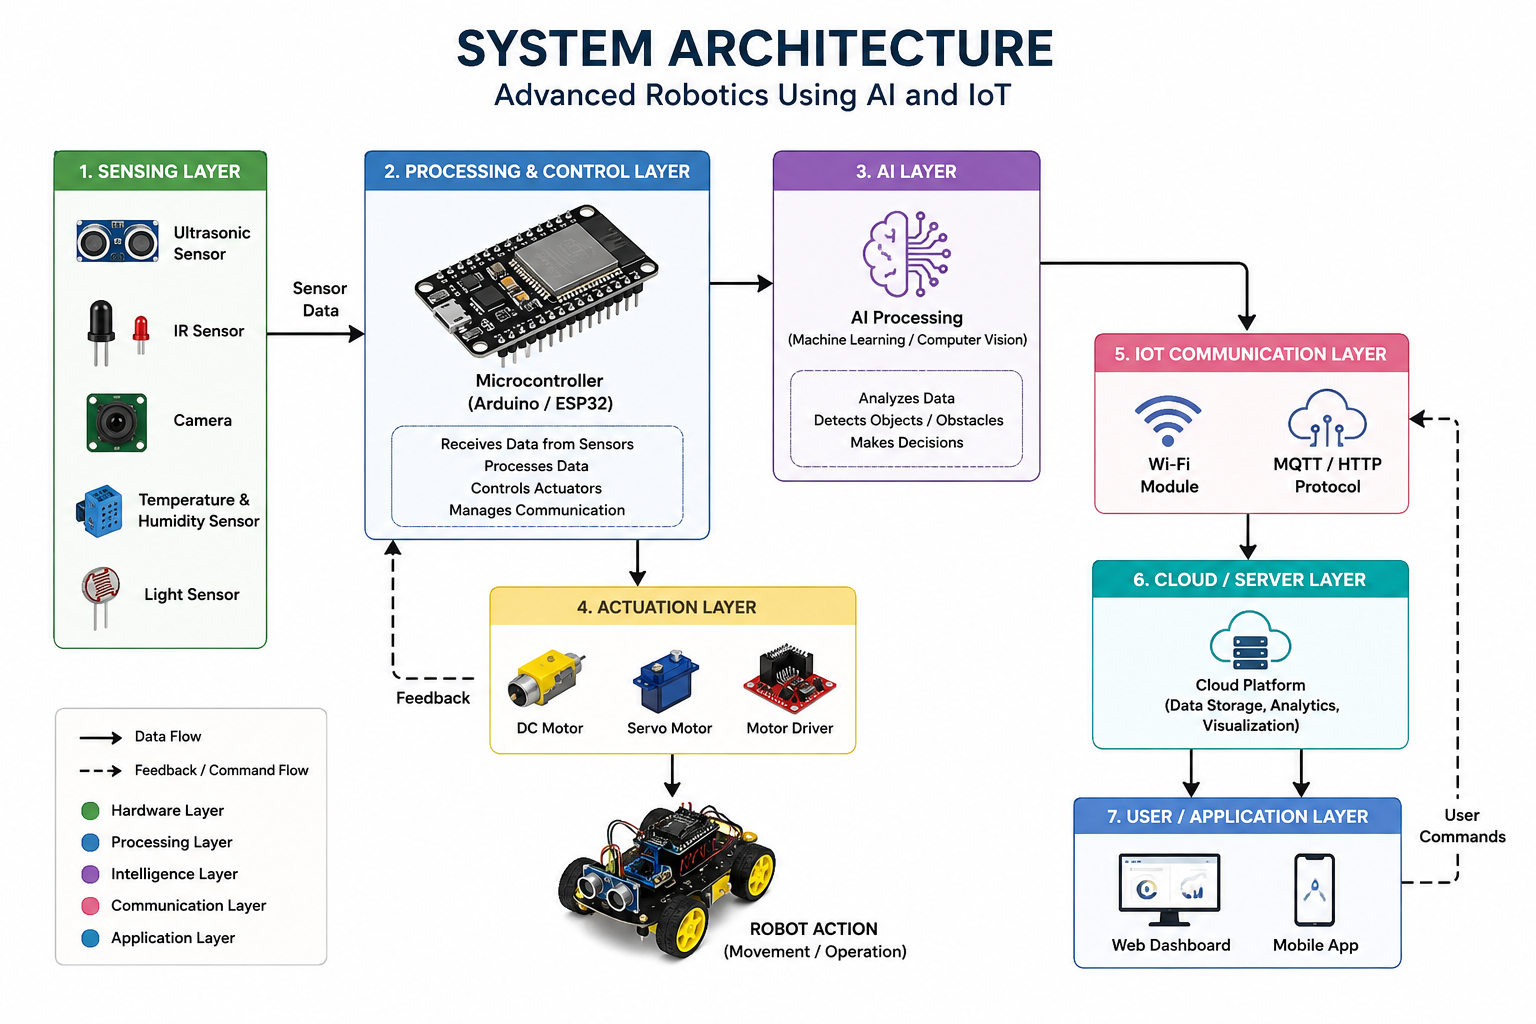 SYSTEM ARCHITECTURE
Advanced Robotics Using AI and IoT
1. SENSING LAYER
Ultrasonic
Sensor
IR Sensor
Camera
Temperature &
Humidity Sensor
Light Sensor
Sensor
Data
2. PROCESSING & CONTROL LAYER
Microcontroller
(Arduino / ESP32)
Receives Data from Sensors
Processes Data
Controls Actuators
Manages Communication
3. AI LAYER
AI Processing
(Machine Learning / Computer Vision)
Analyzes Data
Detects Objects / Obstacles
Makes Decisions
4. ACTUATION LAYER
DC Motor
Servo Motor
Motor Driver
Feedback
ROBOT ACTION
(Movement / Operation)
5. IOT COMMUNICATION LAYER
Wi-Fi
Module
MQTT / HTTP
Protocol
6. CLOUD / SERVER LAYER
Cloud Platform
(Data Storage, Analytics,
Visualization)
7. USER / APPLICATION LAYER
Web Dashboard
Mobile App
User
Commands
Data Flow
Feedback / Command Flow
Hardware Layer
Processing Layer
Intelligence Layer
Communication Layer
Application Layer